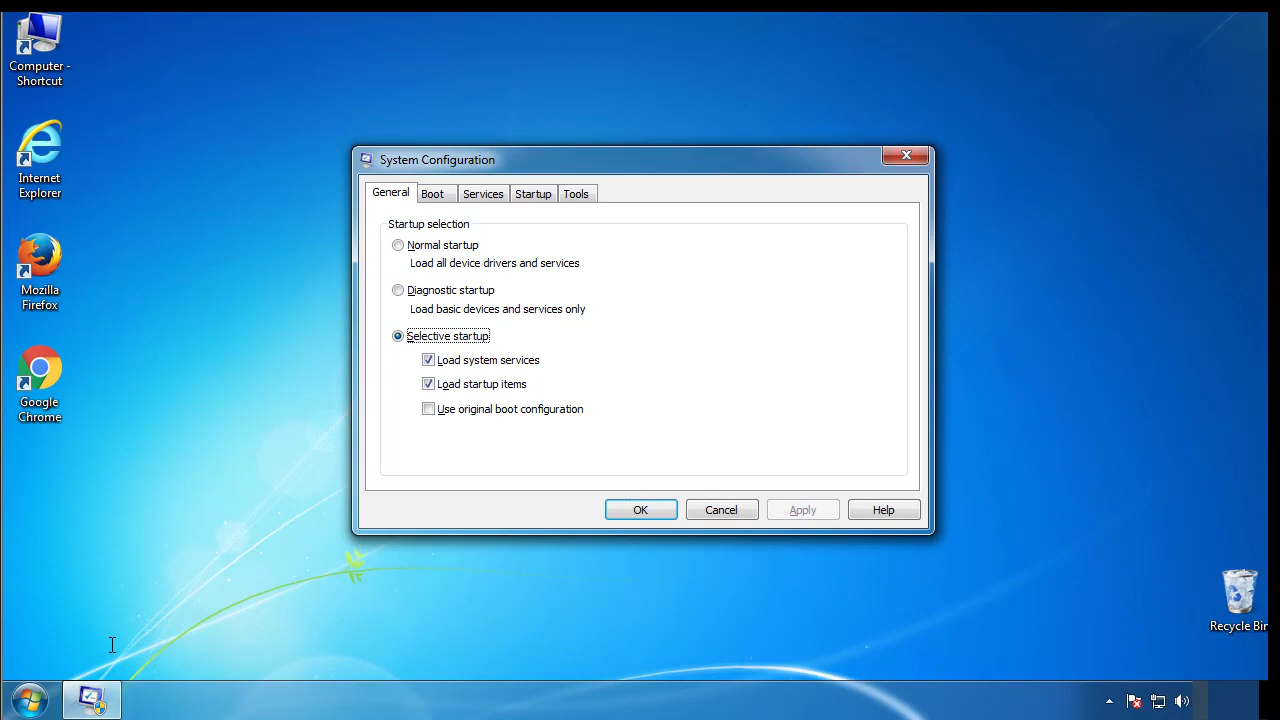 Computer -
Shortcut
Internet
Explorer
Mozilla
Firefox
Google
Chrome
System Configuration
General Boot Services Startup Tools
Startup selection
Normal startup
Load all device drivers and services
Diagnostic startup
Load basic devices and services only
Selective startup
Load system services
Load startup items
Use original boot configuration
OK Cancel Apply Help
Recycle Bin